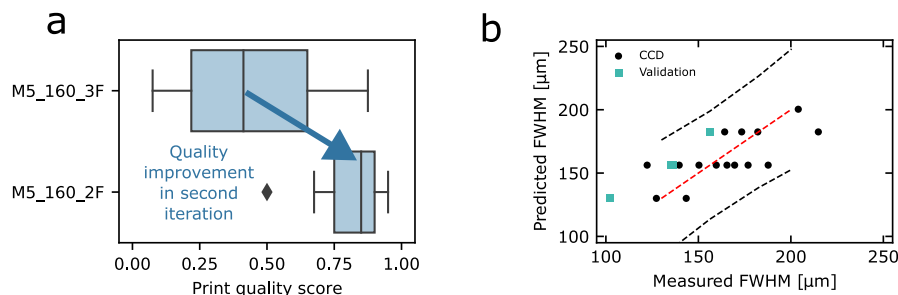 a
M5_160_3F
M5_160_2F
Quality
improvement
in second
iteration
0.00
0.25
0.50
0.75
1.00
Print quality score
b
Predicted FWHM [µm]
250
200
150
100
CCD
Validation
100
150
200
250
Measured FWHM [µm]